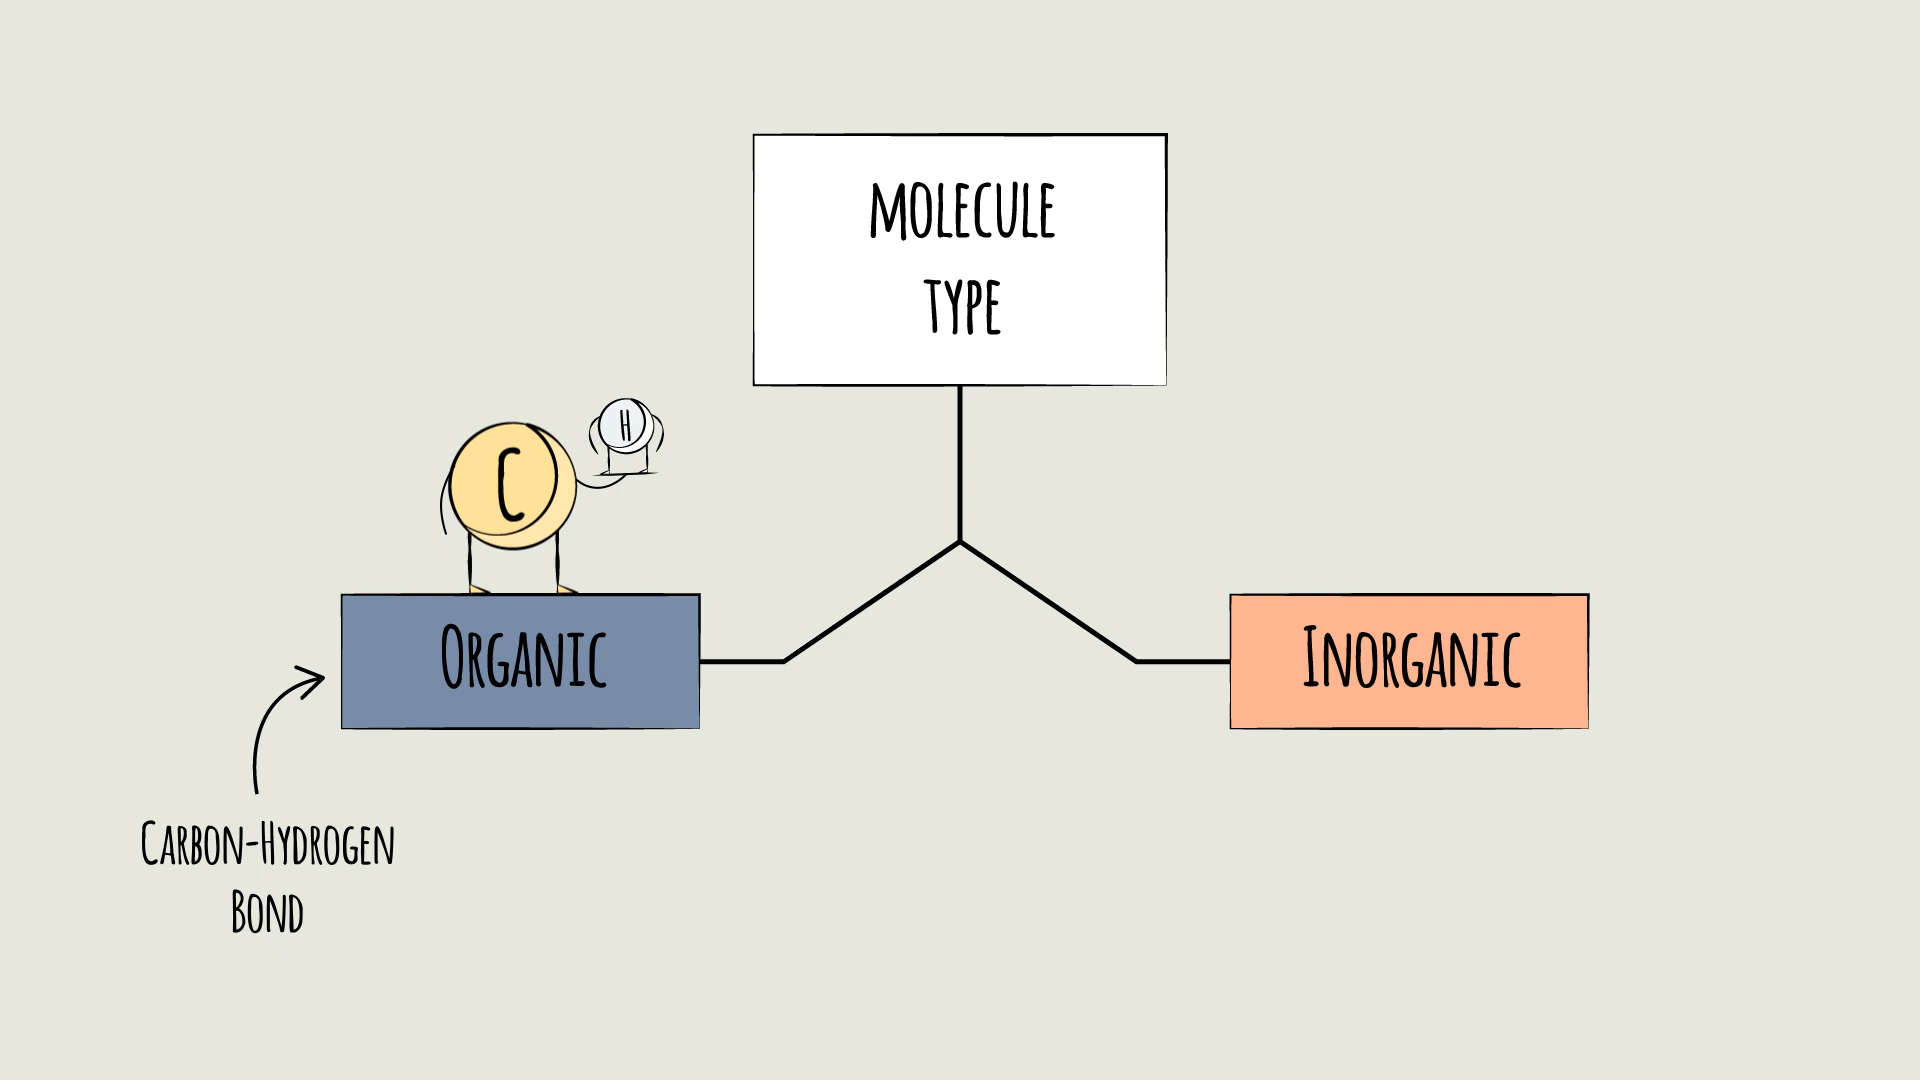 MOLECULE
TYPE
C
H
ORGANIC
INORGANIC
CARBON-HYDROGEN
BOND